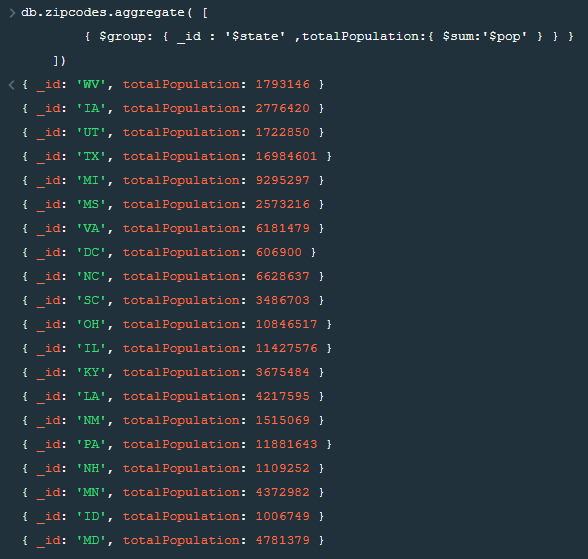 > db.zipcodes.aggregate( [
{ $group: { _id : '$state' ,totalPopulation:{ $sum:'$pop' } } }
])
< { _id: 'WV', totalPopulation: 1793146 }
{ _id: 'IA', totalPopulation: 2776420 }
{ _id: 'UT', totalPopulation: 1722850 }
{ _id: 'TX', totalPopulation: 16984601 }
{ _id: 'MI', totalPopulation: 9295297 }
{ _id: 'MS', totalPopulation: 2573216 }
{ _id: 'VA', totalPopulation: 6181479 }
{ _id: 'DC', totalPopulation: 606900 }
{ _id: 'NC', totalPopulation: 6628637 }
{ _id: 'SC', totalPopulation: 3486703 }
{ _id: 'OH', totalPopulation: 10846517 }
{ _id: 'IL', totalPopulation: 11427576 }
{ _id: 'KY', totalPopulation: 3675484 }
{ _id: 'LA', totalPopulation: 4217595 }
{ _id: 'NM', totalPopulation: 1515069 }
{ _id: 'PA', totalPopulation: 11881643 }
{ _id: 'NH', totalPopulation: 1109252 }
{ _id: 'MN', totalPopulation: 4372982 }
{ _id: 'ID', totalPopulation: 1006749 }
{ _id: 'MD', totalPopulation: 4781379 }